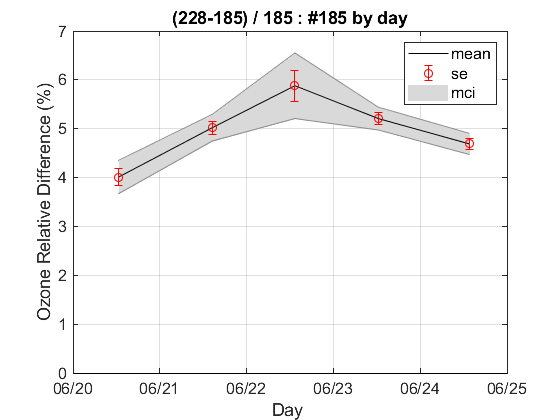 (228-185) / 185 : #185 by day
mean
se
mci
Ozone Relative Difference (%)
7
6
5
4
3
2
1
0
06/20 06/21 06/22 06/23 06/24 06/25
Day